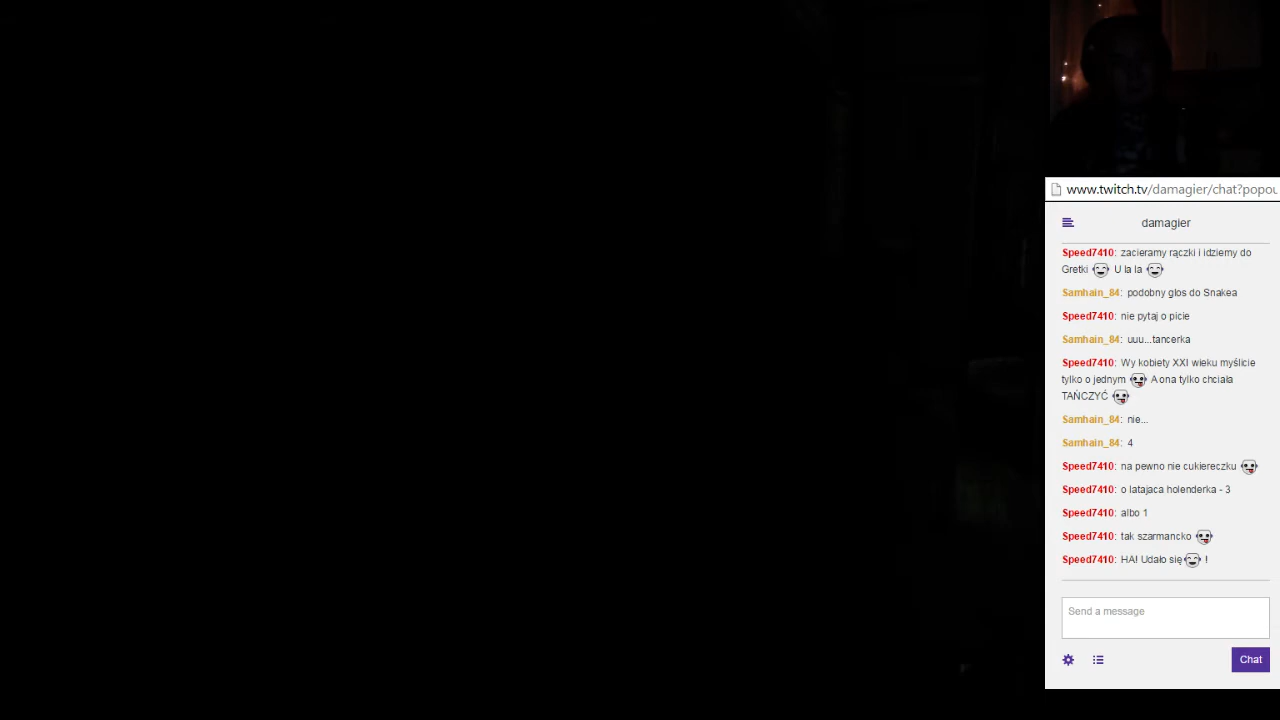 www.twitch.tv/damagier/chat?popou
damagier
Speed7410: zacieramy rączki i idziemy do
Gretki U la la
Samhain_84: podobny glos do Snakea
Speed7410: nie pytaj o picie
Samhain_84: uuu...tancerka
Speed7410: Wy kobiety XXI wieku myślicie
tylko o jednym A ona tylko chciala
TAŃCZYĆ
Samhain_84: nie...
Samhain_84: 4
Speed7410: na pewno nie cukiereczku
Speed7410: o latajaca holenderka - 3
Speed7410: albo 1
Speed7410: tak szarmancko
Speed7410: HA! Udało się !
Send a message
Chat